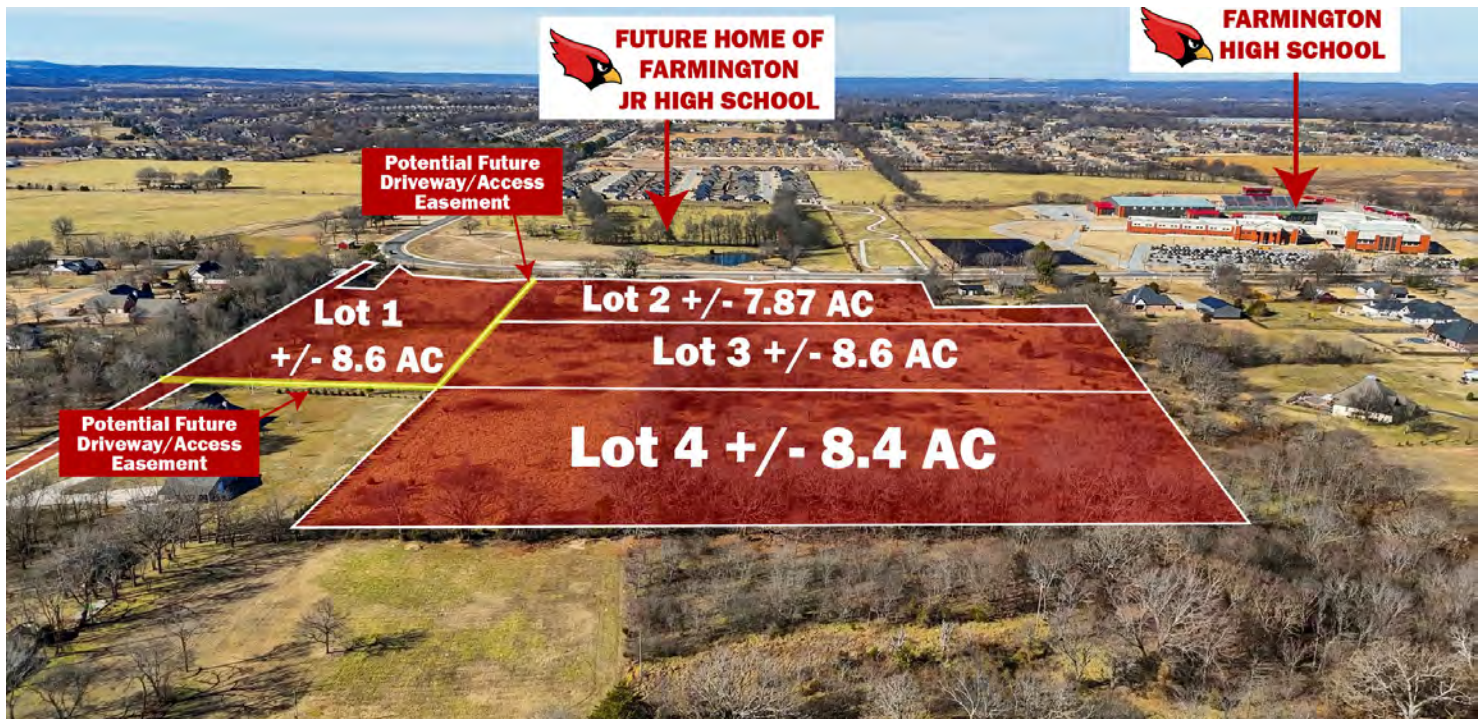 FUTURE HOME OF
FARMINGTON
JR HIGH SCHOOL
FARMINGTON
HIGH SCHOOL
Potential Future
Driveway/Access
Easement
Lot 1
+/- 8.6 AC
Lot 2 +/- 7.87 AC
Lot 3 +/- 8.6 AC
Potential Future
Driveway/Access
Easement
Lot 4 +/- 8.4 AC